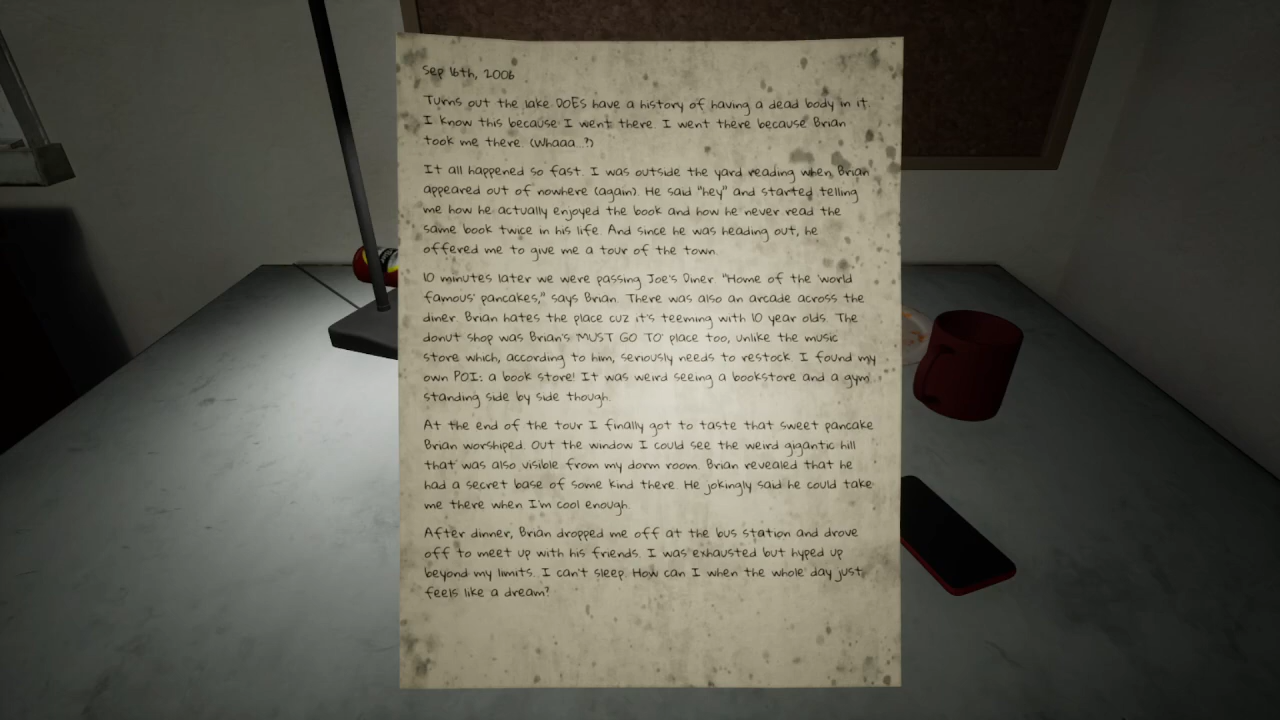 Sep 16th, 2006
Turns out the lake DOES have a history of having a dead body in it.
I know this because I went there. I went there because Brian
took me there. (Whaaa...?)
It all happened so fast. I was outside the yard reading when Brian
appeared out of nowhere (again). He said "hey" and started telling
me how he actually enjoyed the book and how he never read the
same book twice in his life. And since he was heading out, he
offered me to give me a tour of the town.
10 minutes later we were passing Joe's Diner. "Home of the 'world
famous' pancakes," says Brian. There was also an arcade across the
diner. Brian hates the place cuz it's teeming with 10 year olds. The
donut shop was Brian's 'MUST GO TO' place too, unlike the music
store which, according to him, seriously needs to restock. I found my
own POI: a book store! It was weird seeing a bookstore and a gym
standing side by side though.
At the end of the tour I finally got to taste that sweet pancake
Brian worshiped. Out the window I could see the weird gigantic hill
that was also visible from my dorm room. Brian revealed that he
had a secret base of some kind there. He jokingly said he could take
me there when I'm cool enough.
After dinner, Brian dropped me off at the bus station and drove
off to meet up with his friends. I was exhausted but hyped up
beyond my limits. I can't sleep. How can I when the whole day just
feels like a dream?